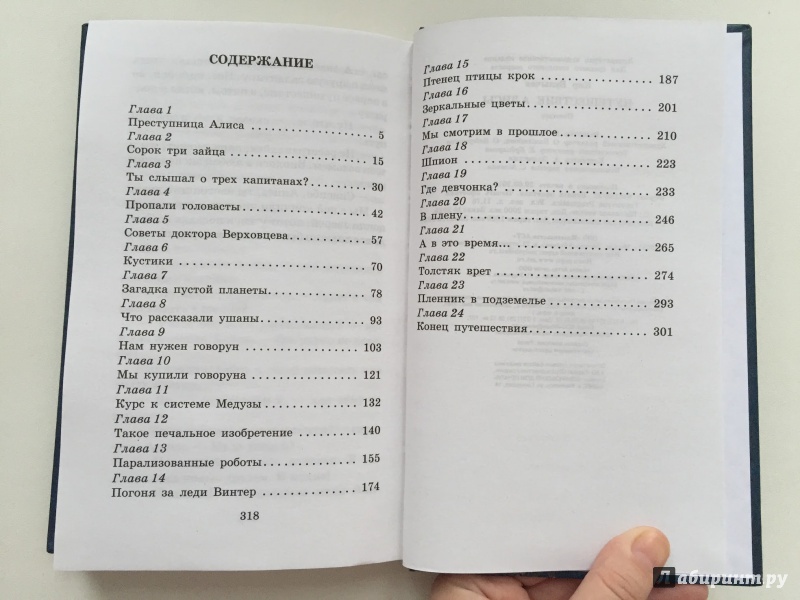 СОДЕРЖАНИЕ
Глава 1
Преступница Алиса ............ 5
Глава 2
Сорок три зайца ............ 15
Глава 3
Ты слышал о трех капитанах? ............ 30
Глава 4
Пропали головасты ............ 42
Глава 5
Советы доктора Верховцева ............ 57
Глава 6
Кустики ............ 70
Глава 7
Загадка пустой планеты ............ 78
Глава 8
Что рассказали ушаны ............ 93
Глава 9
Нам нужен говорун ............ 103
Глава 10
Мы купили говоруна ............ 121
Глава 11
Курс к системе Медузы ............ 132
Глава 12
Такое печальное изобретение ............ 140
Глава 13
Парализованные роботы ............ 155
Глава 14
Погоня за леди Винтер ............ 174
318
Глава 15
Птенец птицы крок ............ 187
Глава 16
Зеркальные цветы ............ 201
Глава 17
Мы смотрим в прошлое ............ 210
Глава 18
Шпион ............ 223
Глава 19
Где девчонка? ............ 233
Глава 20
В плену ............ 246
Глава 21
А в это время... ............ 265
Глава 22
Толстяк врет ............ 274
Глава 23
Пленник в подземелье ............ 293
Глава 24
Конец путешествия ............ 301
Лабиринт.ру